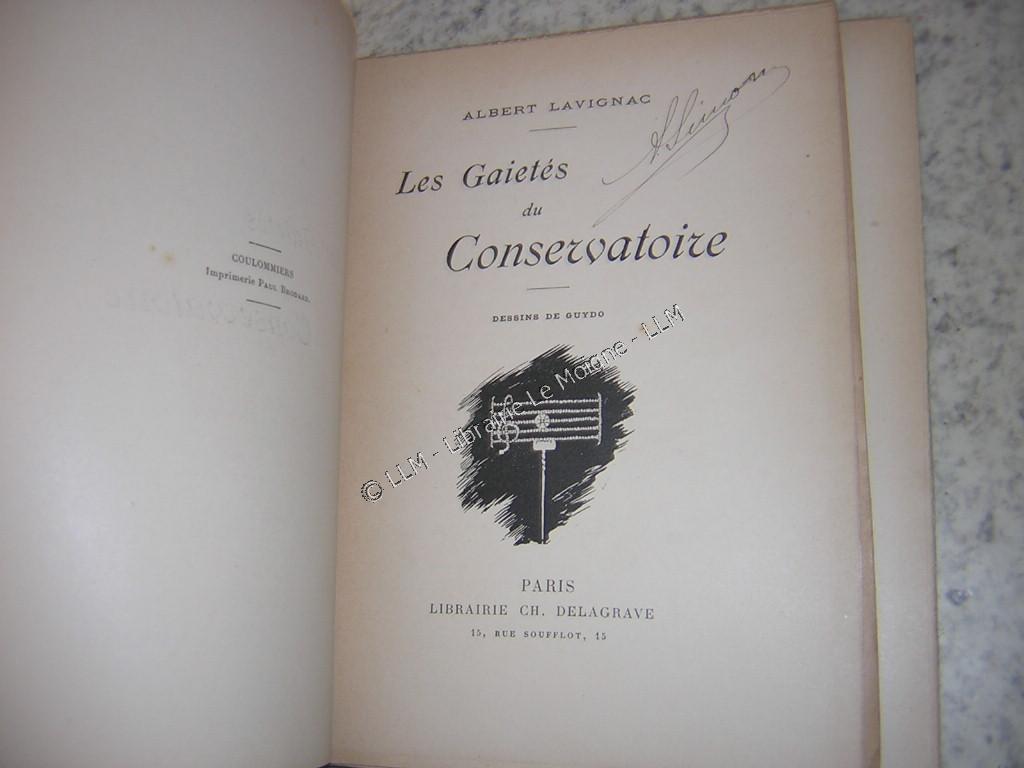 COULOMMIERS
Imprimerie PAUL BRODARD.
ALBERT LAVIGNAC
Les Gaietés
du
Conservatoire
DESSINS DE GUYDO
© LLM - Librairie Le Moine - LLM
PARIS
LIBRAIRIE CH. DELAGRAVE
15, RUE SOUFFLOT, 15